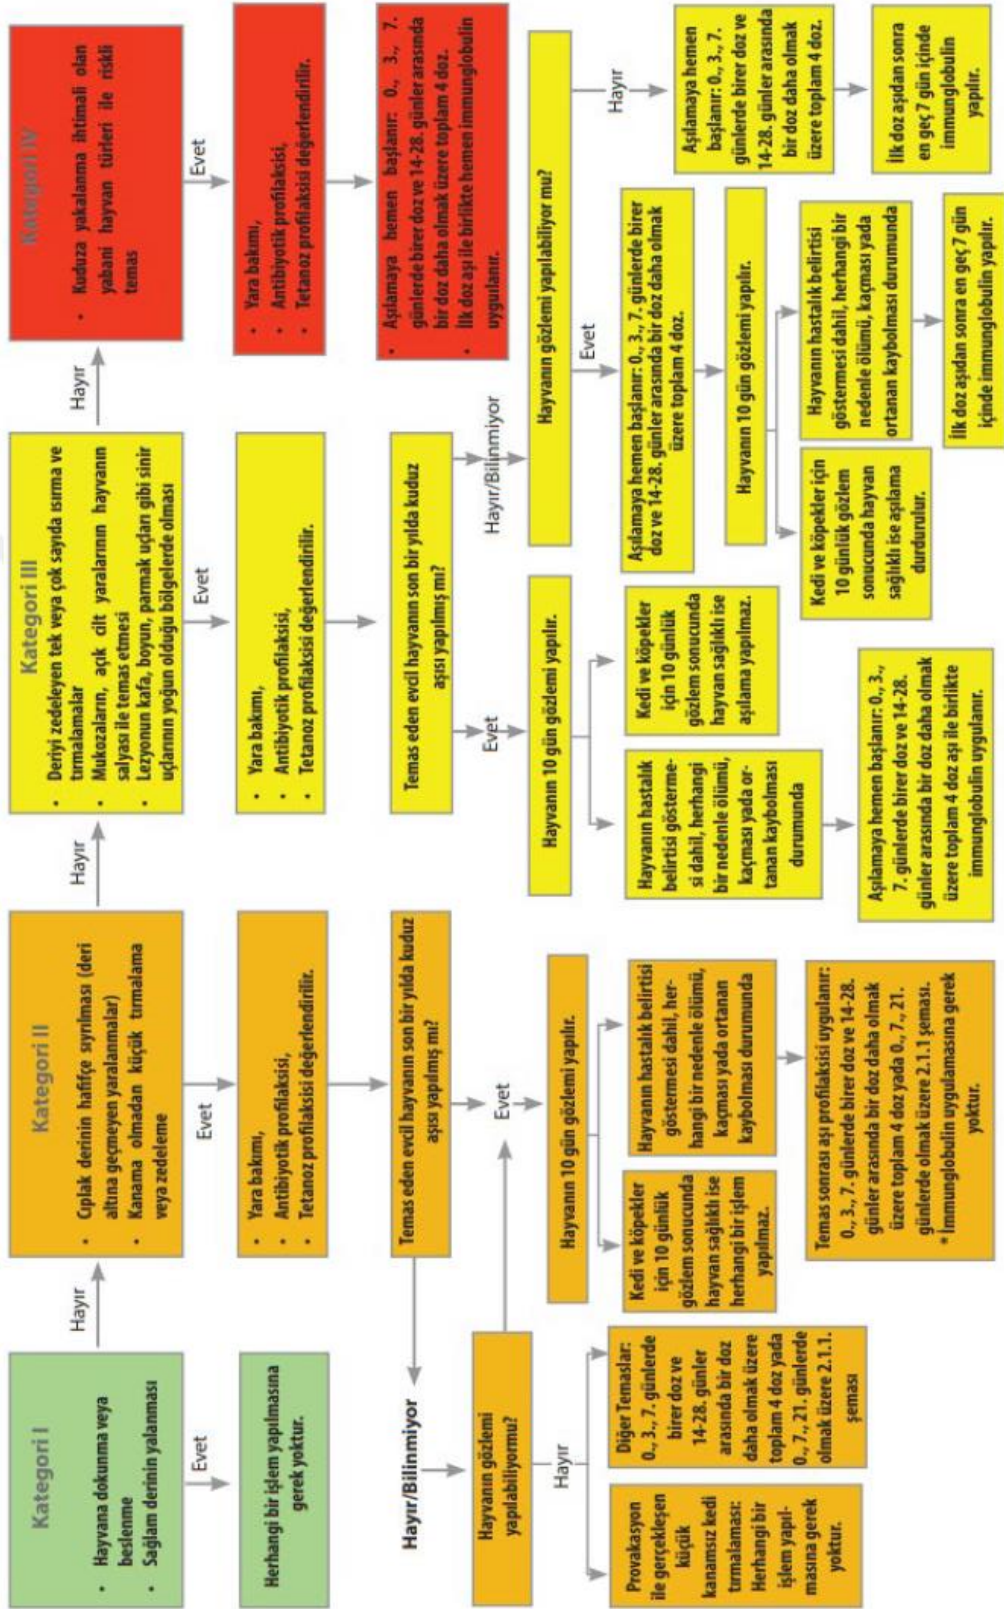 Kategori I
• Hayvana dokunma veya
beslenme
• Sağlam derinin yalanması
Evet
Herhangi bir işlem yapılmasına
gerek yoktur.
Hayır
Kategori II
• Çıplak derinin hafifçe sıyrılması (deri
altına geçmeyen yaralanmalar)
• Kanama olmadan küçük tırmalama
veya zedeleme
Evet
• Yara bakımı,
• Antibiyotik profilaksisi,
• Tetanoz profilaksisi değerlendirilir.
Temas eden evcil hayvanın son bir yılda kuduz
aşısı yapılmış mı?
Hayır/Bilinmiyor
Hayvanın gözlemi
yapılabiliyormu?
Hayır
Provakasyon
ile gerçekleşen
küçük
kanamsız kedi
tırmalaması:
Herhangi bir
işlem yapıl-
masına gerek
yoktur.
Diğer Temaslar:
0., 3., 7. günlerde
birer doz ve
14-28. günler
arasında bir doz
daha olmak üzere
toplam 4 doz yada
0., 7., 21. günlerde
olmak üzere 2.1.1.
şeması
Evet
Hayvanın 10 gün gözlemi yapılır.
Kedi ve köpekler
için 10 günlük
gözlem sonucunda
hayvan sağlıklı ise
herhangi bir işlem
yapılmaz.
Hayvanın hastalık belirtisi
göstermesi dahil, her-
hangi bir nedenle ölümü,
kaçması yada ortanan
kaybolması durumunda
Temas sonrası aşı profilaksisi uygulanır:
0., 3., 7. günlerde birer doz ve 14-28.
günler arasında bir doz daha olmak
üzere toplam 4 doz yada 0., 7., 21.
günlerde olmak üzere 2.1.1 şeması.
* İmmunglobulin uygulamasına gerek
yoktur.
Hayır
Kategori III
• Deriyi zedeleyen tek veya çok sayıda ısırma ve
tırmalamalar
• Mukozaların, açık cilt yaralarının hayvanın
salyası ile temas etmesi
• Lezyonun kafa, boyun, parmak uçları gibi sinir
uçlarının yoğun olduğu bölgelerde olması
Evet
• Yara bakımı,
• Antibiyotik profilaksisi,
• Tetanoz profilaksisi değerlendirilir.
Temas eden evcil hayvanın son bir yılda kuduz
aşısı yapılmış mı?
Evet
Hayvanın 10 gün gözlemi yapılır.
Hayvanın hastalık
belirtisi gösterme-
si dahil, herhangi
bir nedenle ölümü,
kaçması yada or-
tanan kaybolması
durumunda
Kedi ve köpekler
için 10 günlük
gözlem sonucunda
hayvan sağlıklı ise
aşılama yapılmaz.
Aşılamaya hemen başlanır: 0., 3.,
7. günlerde birer doz ve 14-28.
günler arasında bir doz daha olmak
üzere toplam 4 doz aşı ile birlikte
immunglobulin uygulanır.
Hayır/Bilinmiyor
Hayvanın gözlemi yapılabiliyor mu?
Evet
Aşılamaya hemen başlanır: 0., 3., 7. günlerde birer
doz ve 14-28. günler arasında bir doz daha olmak
üzere toplam 4 doz.
Hayvanın 10 gün gözlemi yapılır.
Kedi ve köpekler için
10 günlük gözlem
sonucunda hayvan
sağlıklı ise aşılama
durdurulur.
Hayvanın hastalık belirtisi
göstermesi dahil, herhangi bir
nedenle ölümü, kaçması yada
ortanan kaybolması durumunda
İlk doz aşıdan sonra en geç 7 gün
içinde immunglobulin yapılır.
Hayır
Aşılamaya hemen
başlanır: 0., 3., 7.
günlerde birer doz ve
14-28. günler arasında
bir doz daha olmak
üzere toplam 4 doz.
İlk doz aşıdan sonra
en geç 7 gün içinde
immunglobulin
yapılır.
Hayır
Kategori IV
• Kuduza yakalanma ihtimali olan
yabani hayvan türleri ile riskli
temas
Evet
• Yara bakımı,
• Antibiyotik profilaksisi,
• Tetanoz profilaksisi değerlendirilir.
• Aşılamaya hemen başlanır: 0., 3., 7.
günlerde birer doz ve 14-28. günler arasında
bir doz daha olmak üzere toplam 4 doz.
• İlk doz aşı ile birlikte hemen immunglobulin
uygulanır.